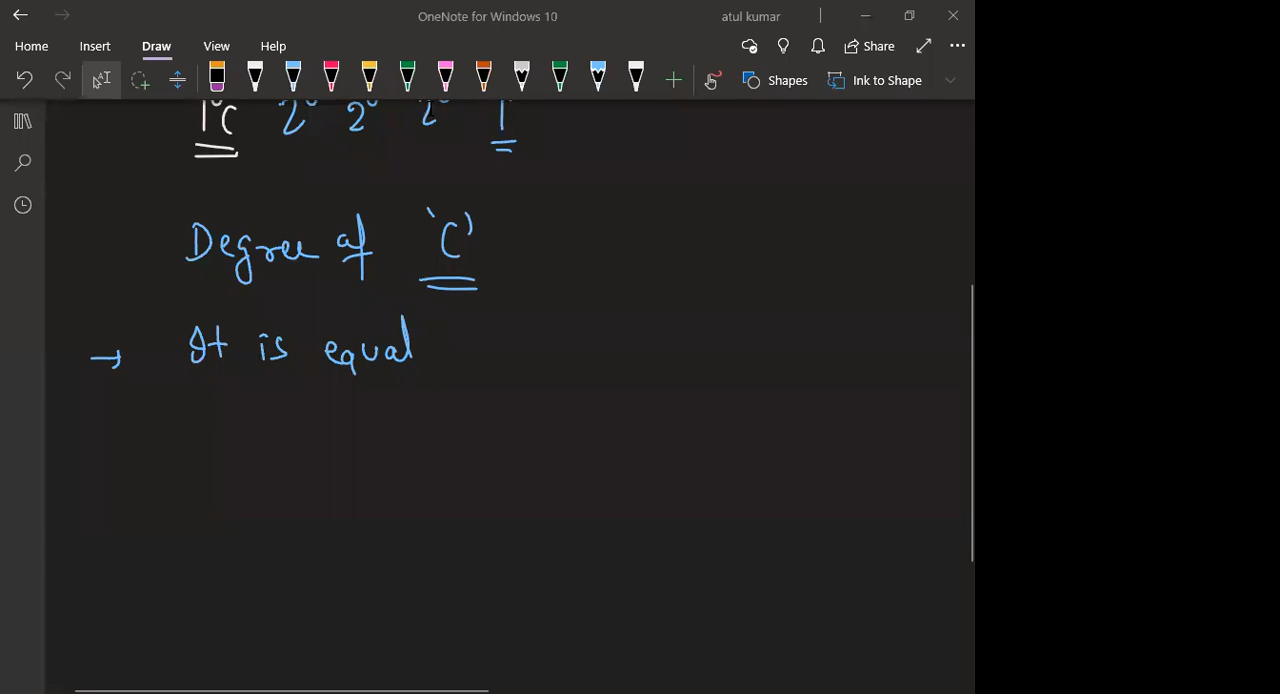 OneNote for Windows 10
atul kumar
Home Insert Draw View Help
Share
Shapes Ink to Shape
1°C 2° 2° 2° 1°
Degree of 'C'
→ It is equal